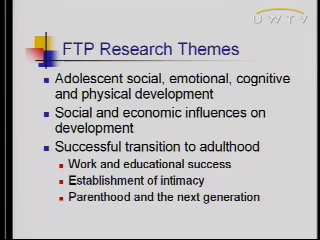 UWTV
FTP Research Themes
Adolescent social, emotional, cognitive
and physical development
Social and economic influences on
development
Successful transition to adulthood
Work and educational success
Establishment of intimacy
Parenthood and the next generation